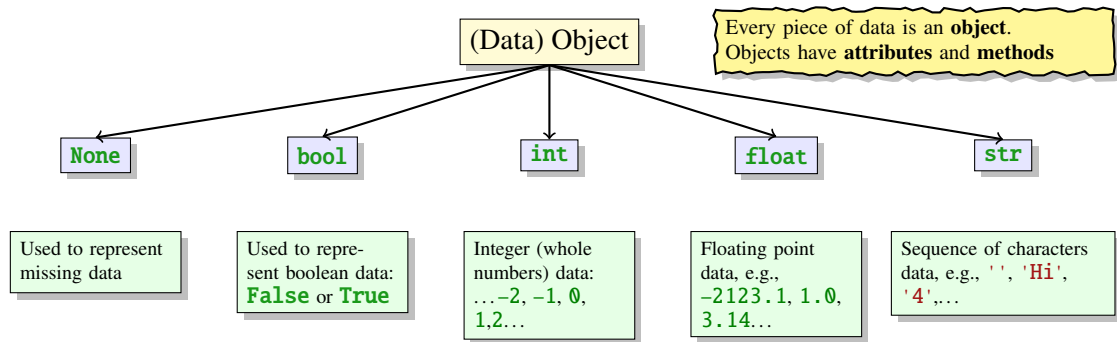 (Data) Object
Every piece of data is an object.
Objects have attributes and methods
None
bool
int
float
str
Used to represent
missing data
Used to repre-
sent boolean data:
False or True
Integer (whole
numbers) data:
…-2, -1, 0,
1,2…
Floating point
data, e.g.,
-2123.1, 1.0,
3.14…
Sequence of characters
data, e.g., '', 'Hi',
'4',…